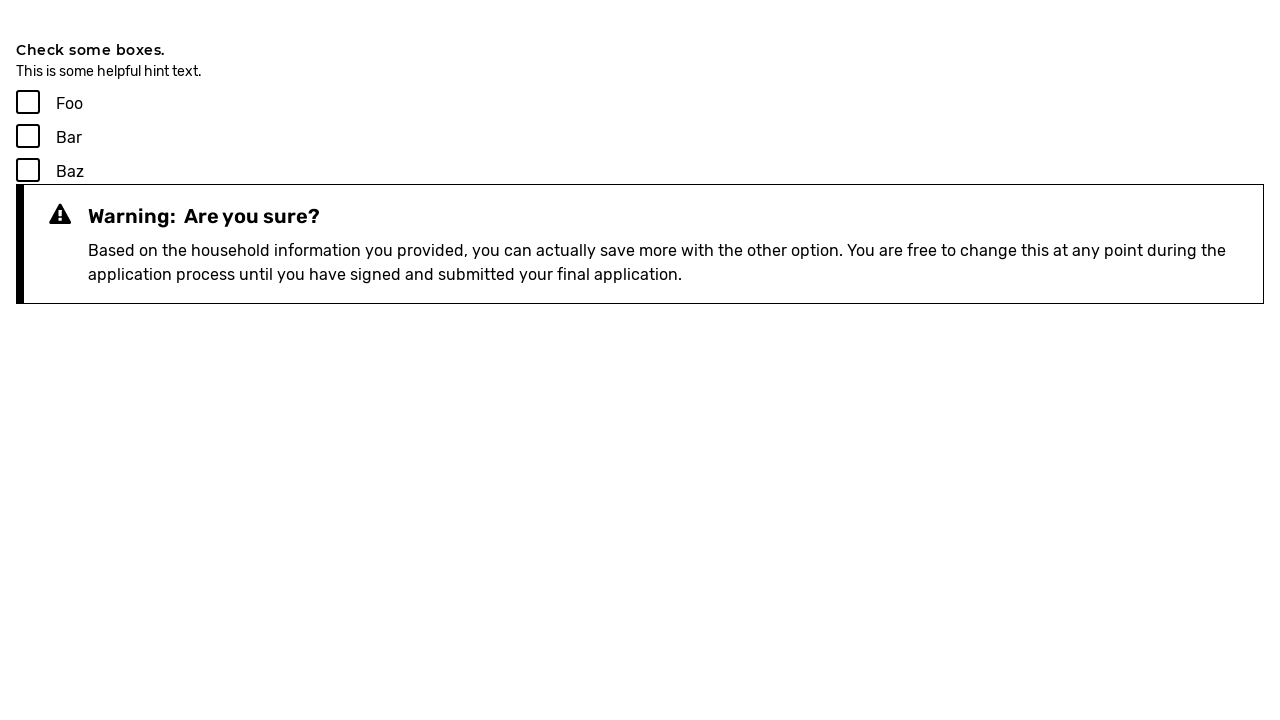 Check some boxes.
This is some helpful hint text.
Foo
Bar
Baz
Warning: Are you sure?
Based on the household information you provided, you can actually save more with the other option. You are free to change this at any point during the
application process until you have signed and submitted your final application.